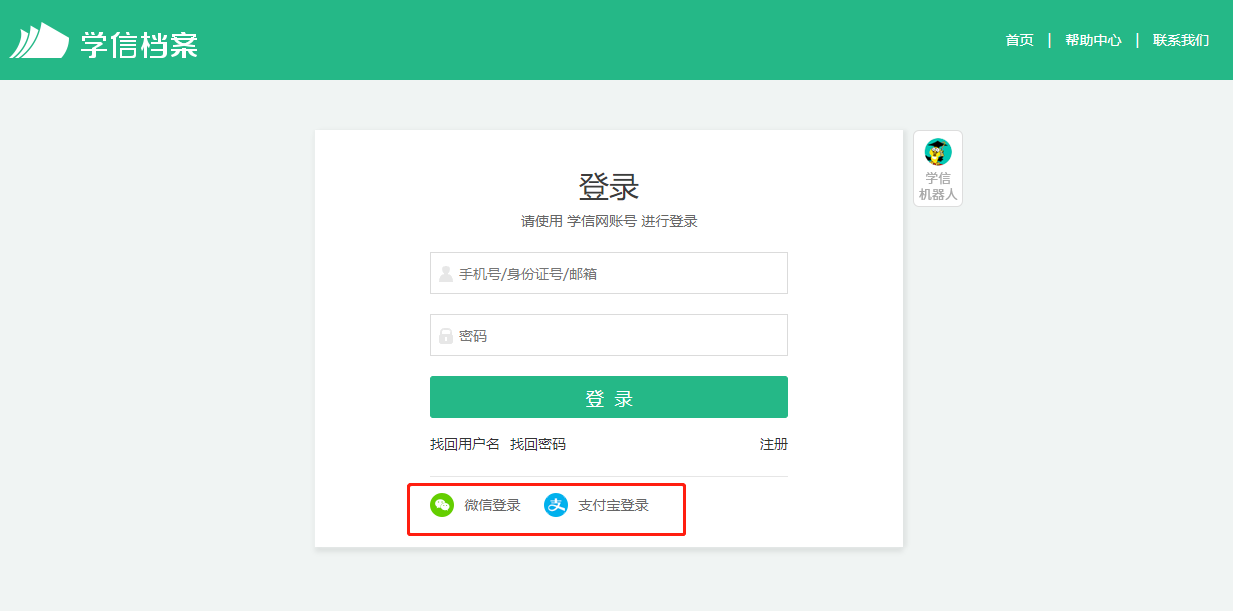 学信档案
首页 | 帮助中心 | 联系我们
登录
请使用 学信网账号 进行登录
学信
机器人
手机号/身份证号/邮箱
密码
登 录
找回用户名 找回密码 注册
微信登录 支付宝登录